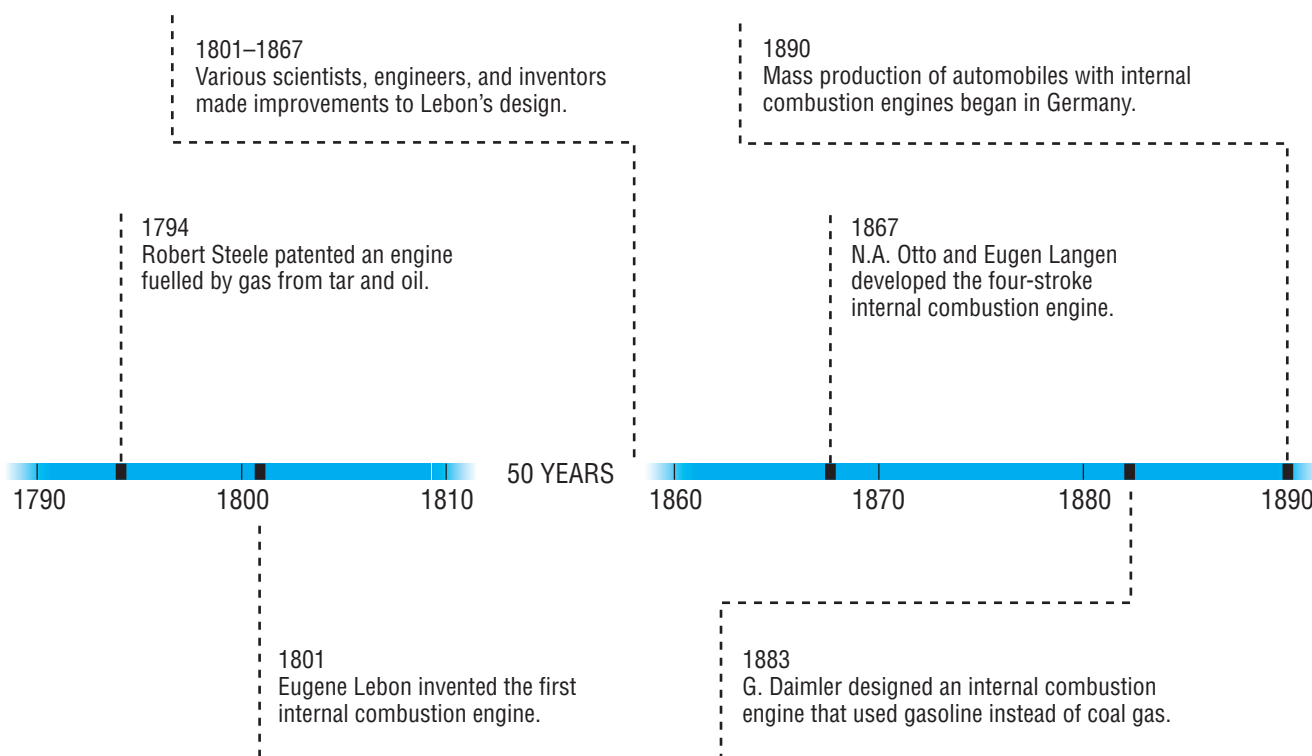 1801–1867
Various scientists, engineers, and inventors
made improvements to Lebon’s design.
1890
Mass production of automobiles with internal
combustion engines began in Germany.
1794
Robert Steele patented an engine
fuelled by gas from tar and oil.
1867
N.A. Otto and Eugen Langen
developed the four-stroke
internal combustion engine.
50 YEARS
1790
1800
1810
1860
1870
1880
1890
1801
Eugene Lebon invented the first
internal combustion engine.
1883
G. Daimler designed an internal combustion
engine that used gasoline instead of coal gas.